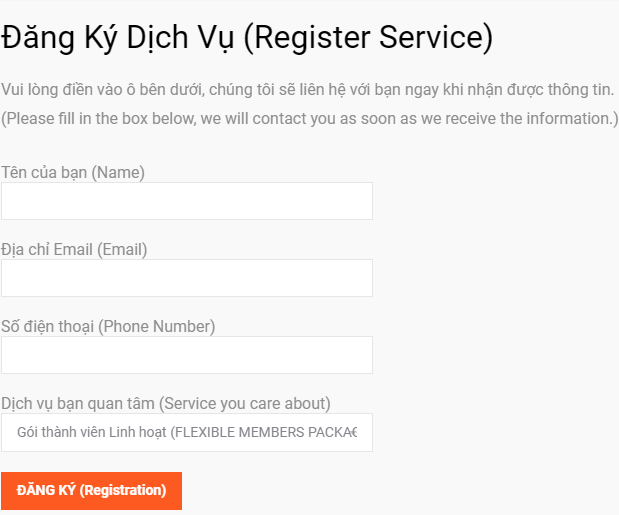 Đăng Ký Dịch Vụ (Register Service)
Vui lòng điền vào ô bên dưới, chúng tôi sẽ liên hệ với bạn ngay khi nhận được thông tin.
(Please fill in the box below, we will contact you as soon as we receive the information.)
Tên của bạn (Name)
Địa chỉ Email (Email)
Số điện thoại (Phone Number)
Dịch vụ bạn quan tâm (Service you care about)
Gói thành viên Linh hoạt (FLEXIBLE MEMBERS
ĐĂNG KÝ (Registration)